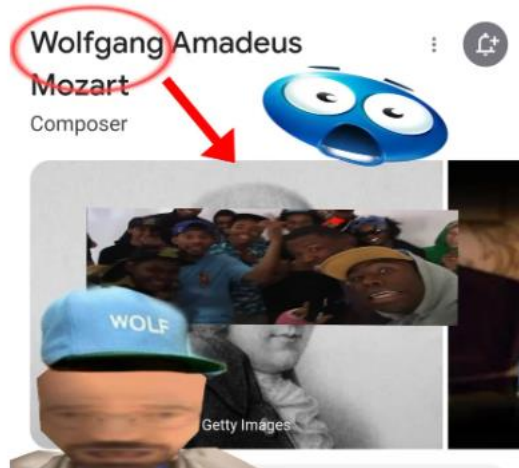 Wolfgang Amadeus
Mozart
Composer
WOLF
Getty Images